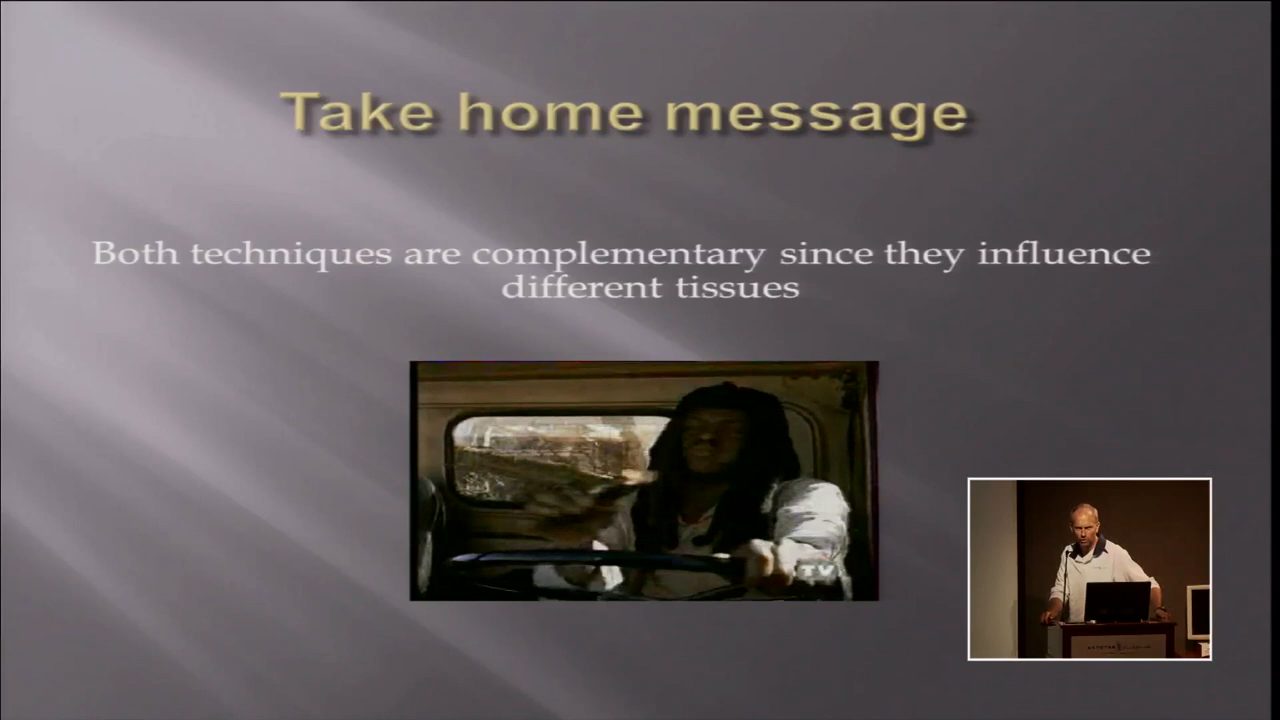 Take home message
Both techniques are complementary since they influence
different tissues
TV